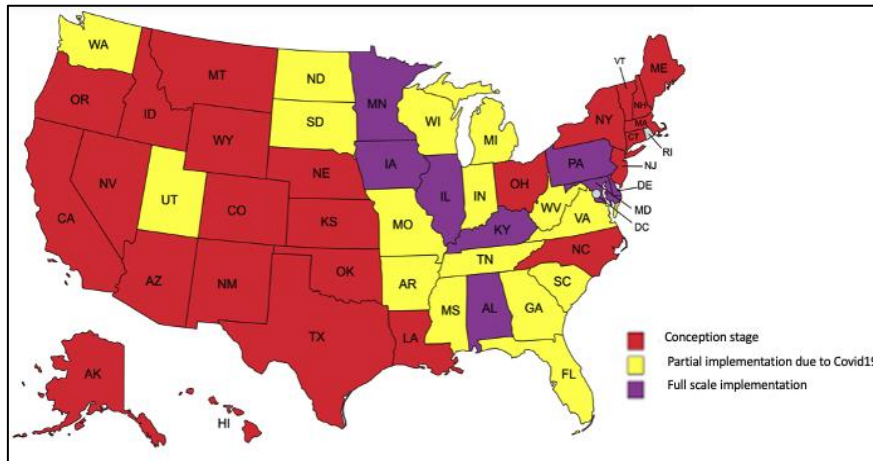 WA
MT
ND
MN
VT
ME
OR
ID
SD
WI
MI
NY
NH
MA
CT
WY
RI
IA
NE
PA
NJ
NV
UT
CO
IL
IN
OH
DE
WV
MD
CA
KS
MO
KY
VA
DC
TN
NC
AZ
NM
OK
AR
SC
MS
AL
GA
TX
LA
Conception stage
Partial implementation due to Covid19
Full scale implementation
AK
FL
HI